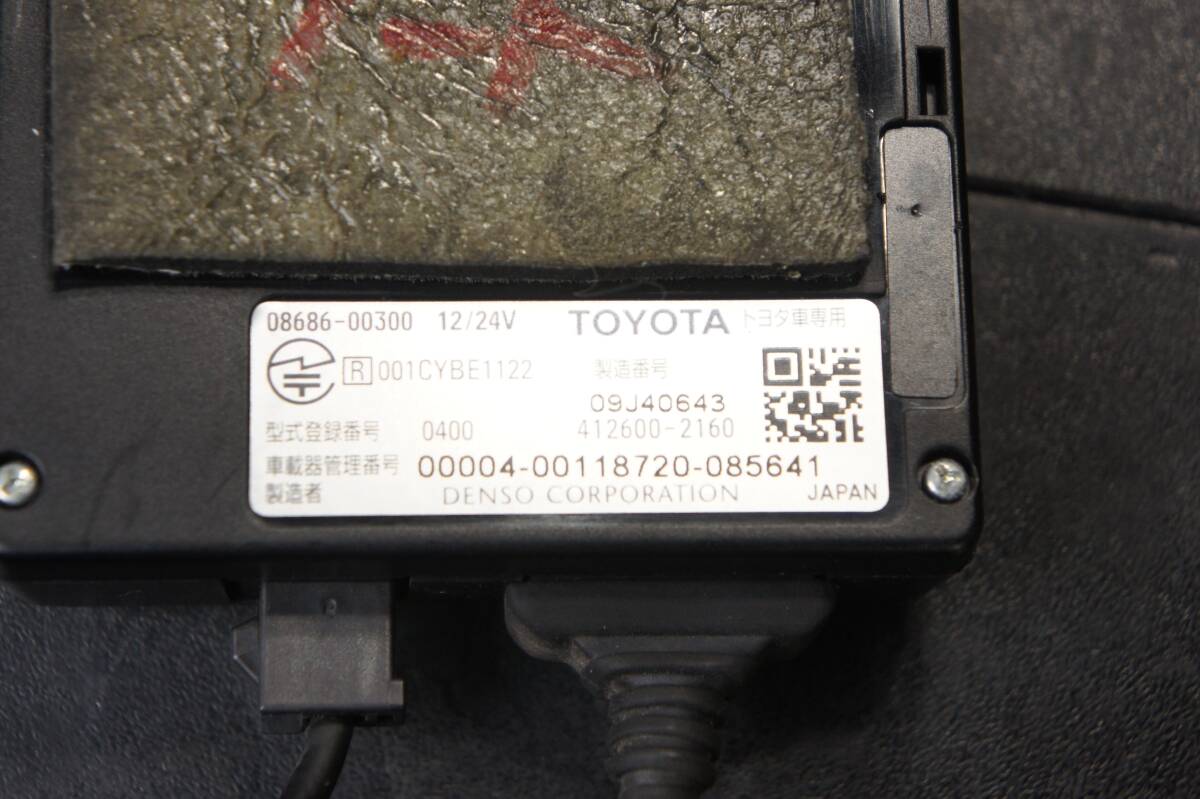 08686-00300 12/24V TOYOTA トヨタ車専用
R 001CYBE1122 製造番号
09J40643
型式登録番号 0400 412600-2160
車載器管理番号 00004-00118720-085641
製造者 DENSO CORPORATION JAPAN